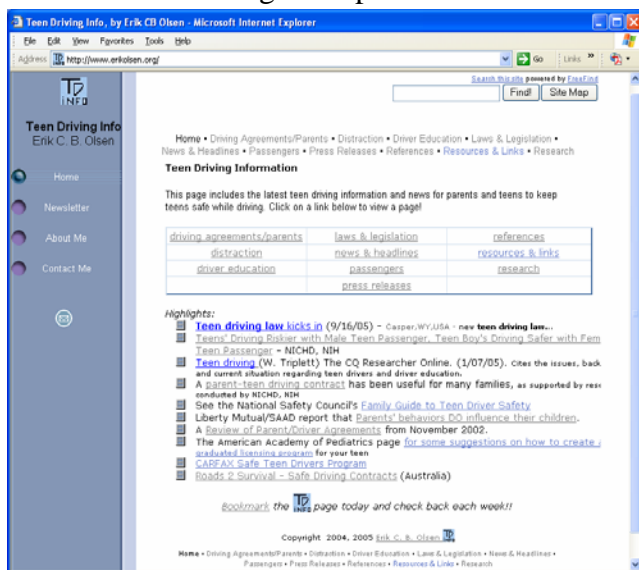 Teen Driving Info, by Erik CB Olsen - Microsoft Internet Explorer
File Edit View Favorites Tools Help
Address http://www.erikolsen.org/ Go Links »
Search this site powered by FreeFind
Find! Site Map
TD
INFO
Teen Driving Info
Erik C. B. Olsen
Home
Newsletter
About Me
Contact Me
Home • Driving Agreements/Parents • Distraction • Driver Education • Laws & Legislation •
News & Headlines • Passengers • Press Releases • References • Resources & Links • Research
Teen Driving Information
This page includes the latest teen driving information and news for parents and teens to keep
teens safe while driving. Click on a link below to view a page!
driving agreements/parents laws & legislation references
distraction news & headlines resources & links
driver education passengers research
press releases
Highlights:
Teen driving law kicks in (9/16/05) - Casper,WY,USA - new teen driving law...
Teens' Driving Riskier with Male Teen Passenger, Teen Boy's Driving Safer with Fem
Teen Passenger - NICHD, NIH
Teen driving (W. Triplett) The CQ Researcher Online. (1/07/05). Cites the issues, back
and current situation regarding teen drivers and driver education.
A parent-teen driving contract has been useful for many families, as supported by rese
conducted by NICHD, NIH
See the National Safety Council's Family Guide to Teen Driver Safety
Liberty Mutual/SAAD report that Parents' behaviors DO influence their children.
A Review of Parent/Driver Agreements from November 2002.
The American Academy of Pediatrics page for some suggestions on how to create a
graduated licensing program for your teen
CARFAX Safe Teen Drivers Program
Roads 2 Survival - Safe Driving Contracts (Australia)
Bookmark the TD INFO page today and check back each week!!
Copyright 2004, 2005 Erik C. B. Olsen
Home • Driving Agreements/Parents • Distraction • Driver Education • Laws & Legislation • News & Headlines •
Passengers • Press Releases • References • Resources & Links • Research